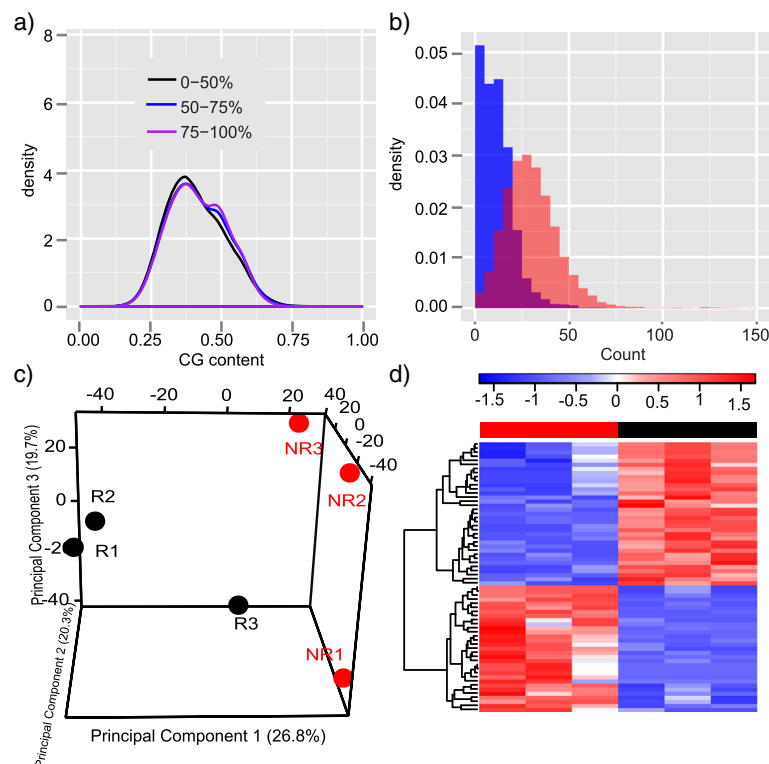 a)
8
6
4
2
0
density
0-50%
50-75%
75-100%
0.00 0.25 0.50 0.75 1.00
CG content
b)
0.05
0.04
0.03
0.02
0.01
0.00
density
0 50 100 150
Count
c)
-40 -20 0 20 40
20
0
-20
-40
20
0
-2
-40
Principal Component 3 (19.7%)
Principal Component 2 (20.3%)
Principal Component 1 (26.8%)
NR3
NR2
R2
R1
R3
NR1
d)
-1.5 -1 -0.5 0 0.5 1 1.5